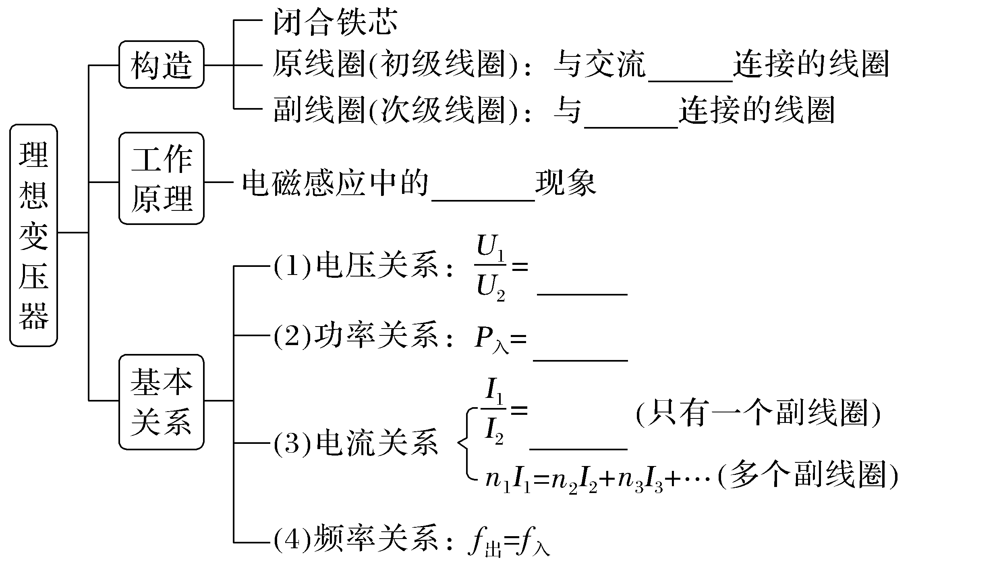 理想变压器
构造
闭合铁芯
原线圈(初级线圈)：与交流______连接的线圈
副线圈(次级线圈)：与______连接的线圈
工作原理
电磁感应中的______现象
基本关系
(1)电压关系：U₁/U₂=______
(2)功率关系：P入=______
(3)电流关系
I₁/I₂=______(只有一个副线圈)
n₁I₁=n₂I₂+n₃I₃+···(多个副线圈)
(4)频率关系：f出=f入